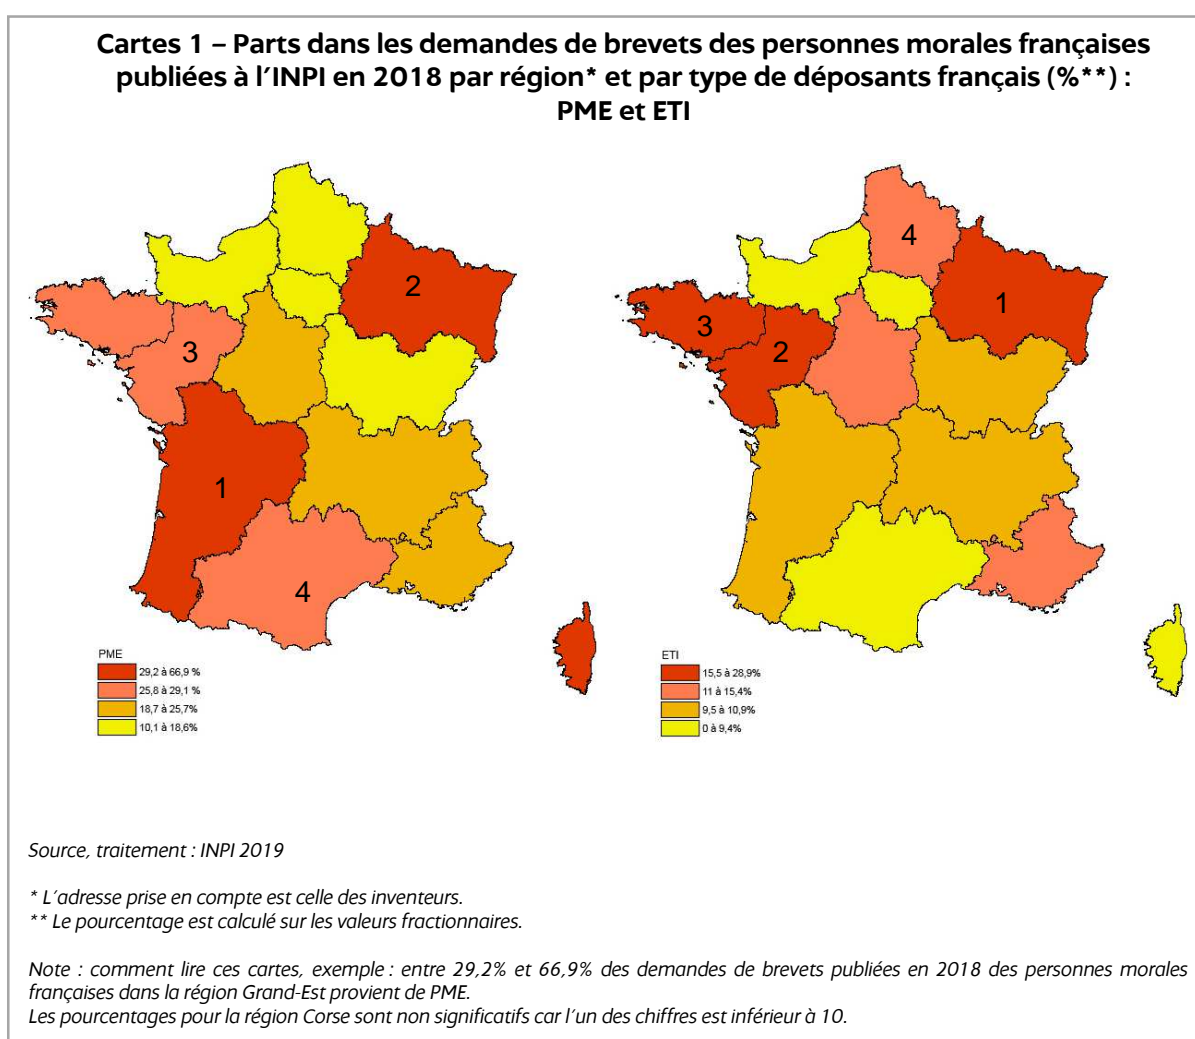 Cartes 1 – Parts dans les demandes de brevets des personnes morales françaises
publiées à l'INPI en 2018 par région* et par type de déposants français (%**) :
PME et ETI
2
3
1
4
4
1
3
2
PME
29,2 à 66,9 %
25,8 à 29,1 %
18,7 à 25,7%
10,1 à 18,6%
ETI
15,5 à 28,9%
11 à 15,4%
9,5 à 10,9%
0 à 9,4%
Source, traitement : INPI 2019
* L'adresse prise en compte est celle des inventeurs.
** Le pourcentage est calculé sur les valeurs fractionnaires.
Note : comment lire ces cartes, exemple : entre 29,2% et 66,9% des demandes de brevets publiées en 2018 des personnes morales
françaises dans la région Grand-Est provient de PME.
Les pourcentages pour la région Corse sont non significatifs car l'un des chiffres est inférieur à 10.